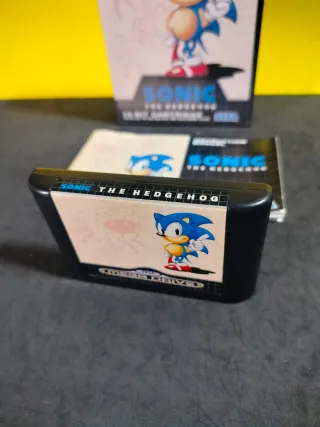 SONIC
THE HEDGEHOG
16-BIT CARTRIDGE
SEGA
SONIC
THE HEDGEHOG
SONIC THE HEDGEHOG
MEGA DRIVE